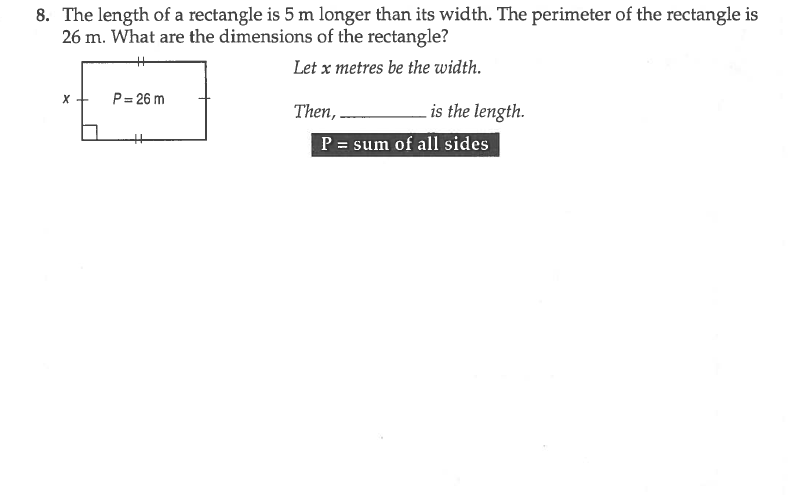 8. The length of a rectangle is 5 m longer than its width. The perimeter of the rectangle is
26 m. What are the dimensions of the rectangle?
Let x metres be the width.
x P = 26 m
Then, __________ is the length.
P = sum of all sides